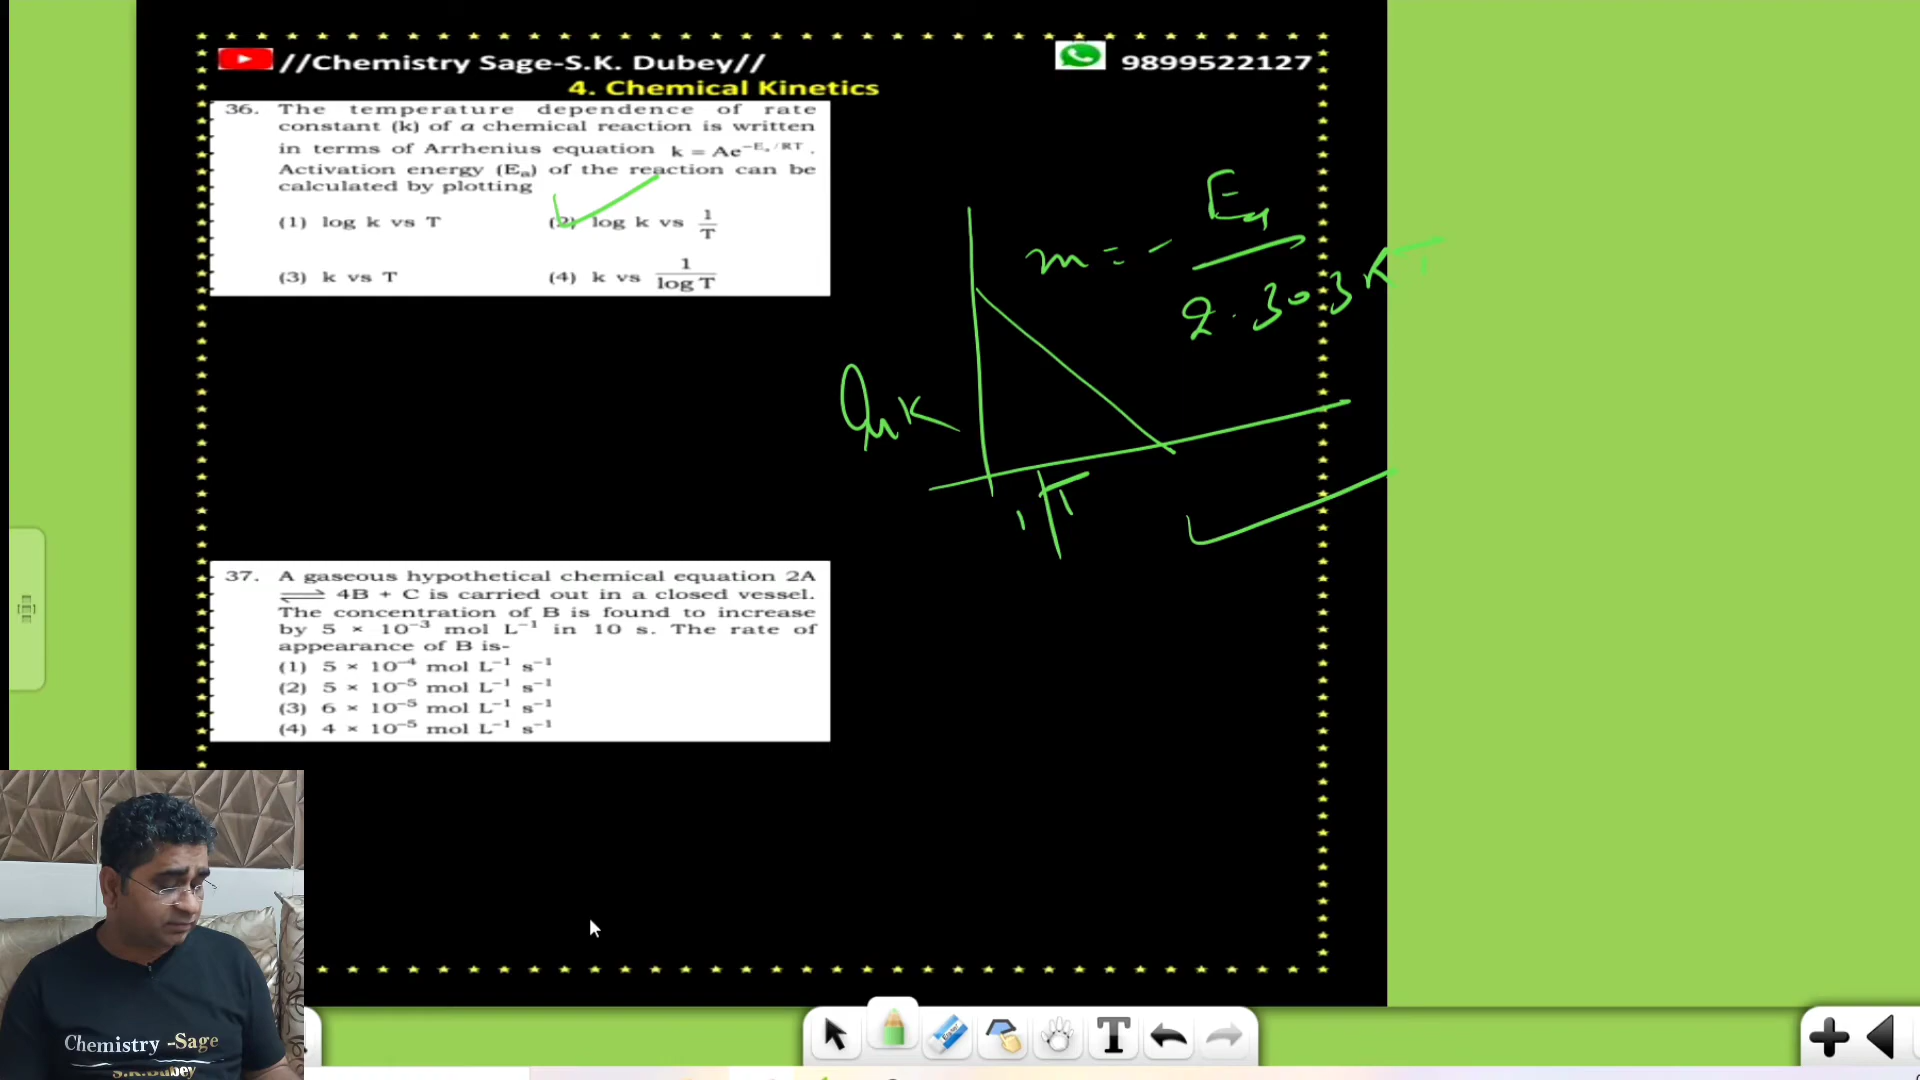 //Chemistry Sage-S.K. Dubey//
9899522127
4. Chemical Kinetics
36. The temperature dependence of rate
constant (k) of a chemical reaction is written
in terms of Arrhenius equation k = Ae^{-Eₐ/RT}.
Activation energy (Eₐ) of the reaction can be
calculated by plotting
(1) log k vs T (2) log k vs 1/T
(3) k vs T (4) k vs 1/log T
m = - Ea / 2.303RT
k
1/T
37. A gaseous hypothetical chemical equation 2A
⇌ 4B + C is carried out in a closed vessel.
The concentration of B is found to increase
by 5 × 10⁻³ mol L⁻¹ in 10 s. The rate of
appearance of B is-
(1) 5 × 10⁻⁴ mol L⁻¹ s⁻¹
(2) 5 × 10⁻⁵ mol L⁻¹ s⁻¹
(3) 6 × 10⁻⁵ mol L⁻¹ s⁻¹
(4) 4 × 10⁻⁵ mol L⁻¹ s⁻¹
Chemistry -Sage
S.K.Dubey
T